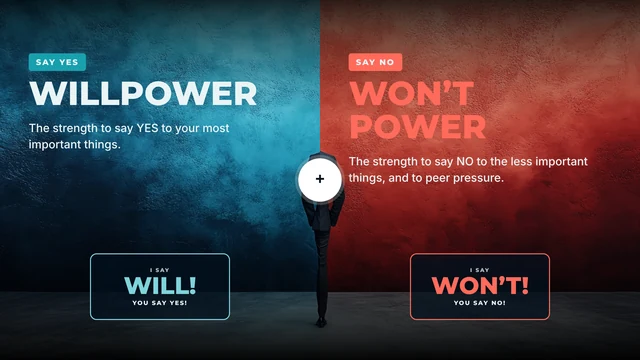 SAY YES
WILLPOWER
The strength to say YES to your most
important things.
I SAY
WILL!
YOU SAY YES!
+
SAY NO
WON'T
POWER
The strength to say NO to the less important
things, and to peer pressure.
I SAY
WON'T!
YOU SAY NO!